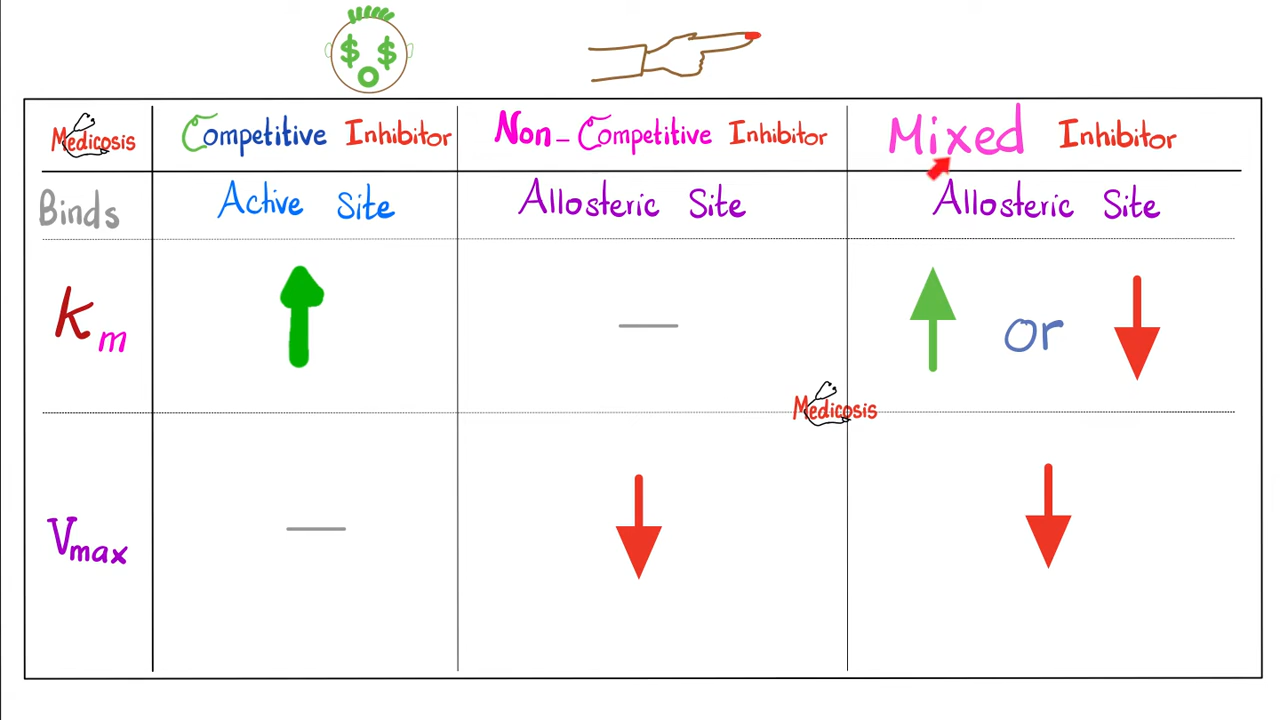 $ $
Medicosis Competitive Inhibitor Non-Competitive Inhibitor Mixed Inhibitor
Binds Active Site Allosteric Site Allosteric Site
km — or
Medicosis
Vmax —